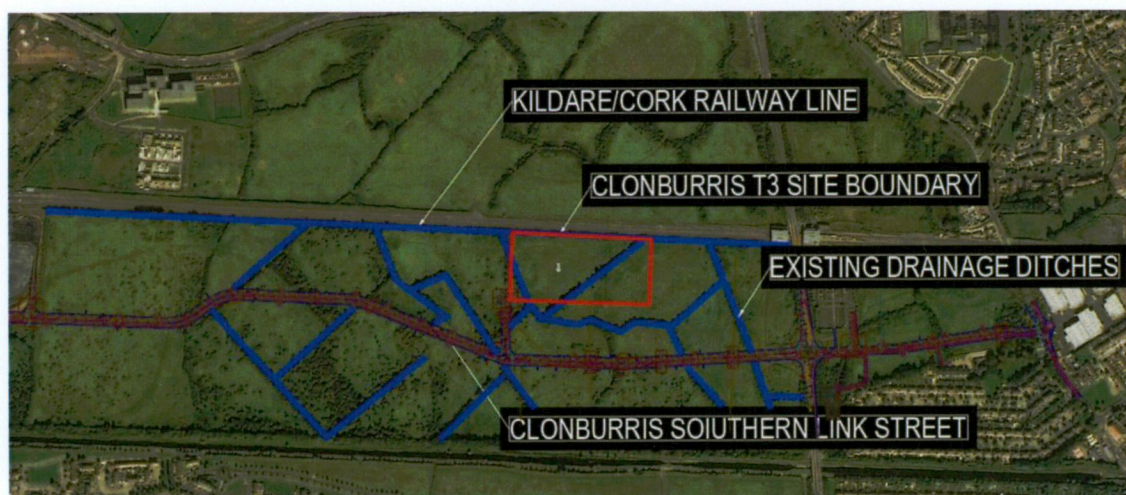 KILDARE/CORK RAILWAY LINE
CLONBURRIS T3 SITE BOUNDARY
EXISTING DRAINAGE DITCHES
CLONBURRIS SOIUTHERN LINK STREET